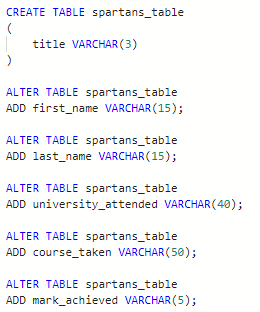 CREATE TABLE spartans_table
(
    title VARCHAR(3)
)

ALTER TABLE spartans_table
ADD first_name VARCHAR(15);

ALTER TABLE spartans_table
ADD last_name VARCHAR(15);

ALTER TABLE spartans_table
ADD university_attended VARCHAR(40);

ALTER TABLE spartans_table
ADD course_taken VARCHAR(50);

ALTER TABLE spartans_table
ADD mark_achieved VARCHAR(5);